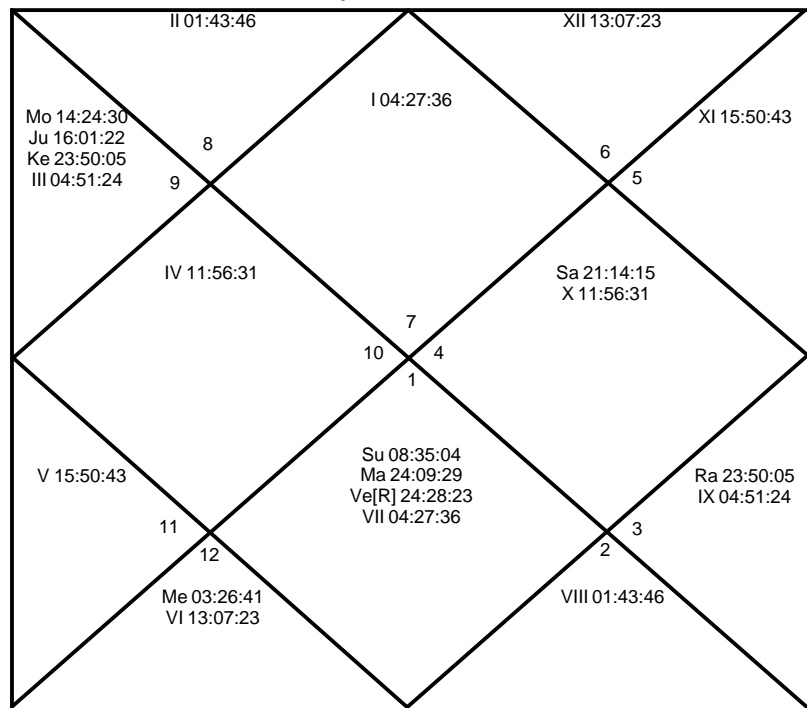 II 01:43:46
XII 13:07:23
I 04:27:36
Mo 14:24:30
Ju 16:01:22
Ke 23:50:05
III 04:51:24
XI 15:50:43
8
6
9
5
IV 11:56:31
Sa 21:14:15
X 11:56:31
7
10
4
1
Su 08:35:04
Ma 24:09:29
Ve[R] 24:28:23
VII 04:27:36
V 15:50:43
Ra 23:50:05
IX 04:51:24
11
3
12
2
Me 03:26:41
VI 13:07:23
VIII 01:43:46